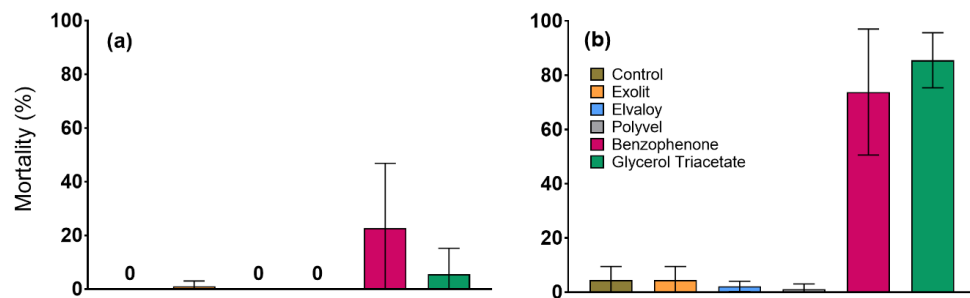 Mortality (%)
100
80
60
40
20
0
(a)
0
0
0
100
80
60
40
20
0
(b)
Control
Exolit
Elvaloy
Polyvel
Benzophenone
Glycerol Triacetate